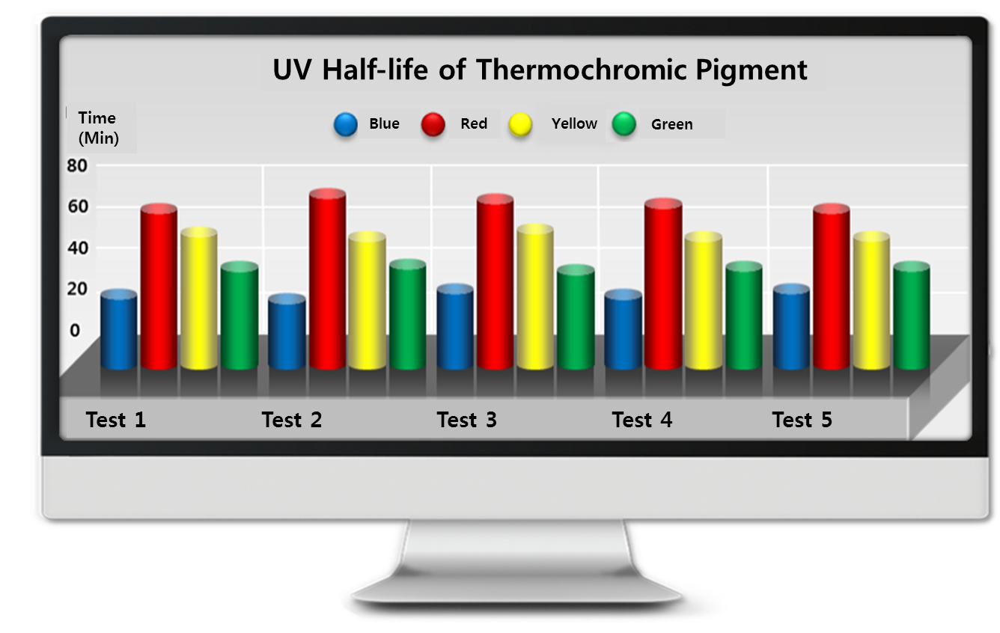 UV Half-life of Thermochromic Pigment
Time
(Min)
Blue Red Yellow Green
80
60
40
20
0
Test 1 Test 2 Test 3 Test 4 Test 5